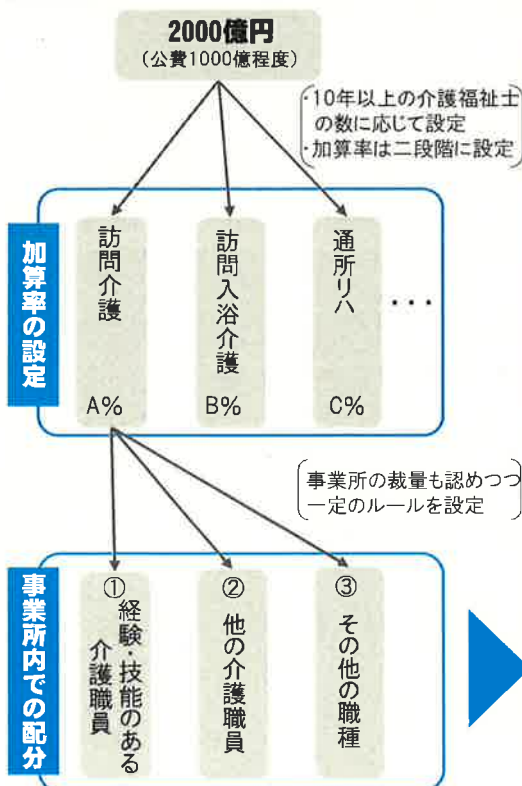 2000億円
(公費1000億程度)
・10年以上の介護福祉士
の数に応じて設定
・加算率は二段階に設定
加算率の設定
訪問介護
A%
訪問入浴介護
B%
通所リハ
C%
・・・
事業所の裁量も認めつつ
一定のルールを設定
事業所内での配分
①
経験・技能のある
介護職員
②
他の介護職員
③
その他の職種